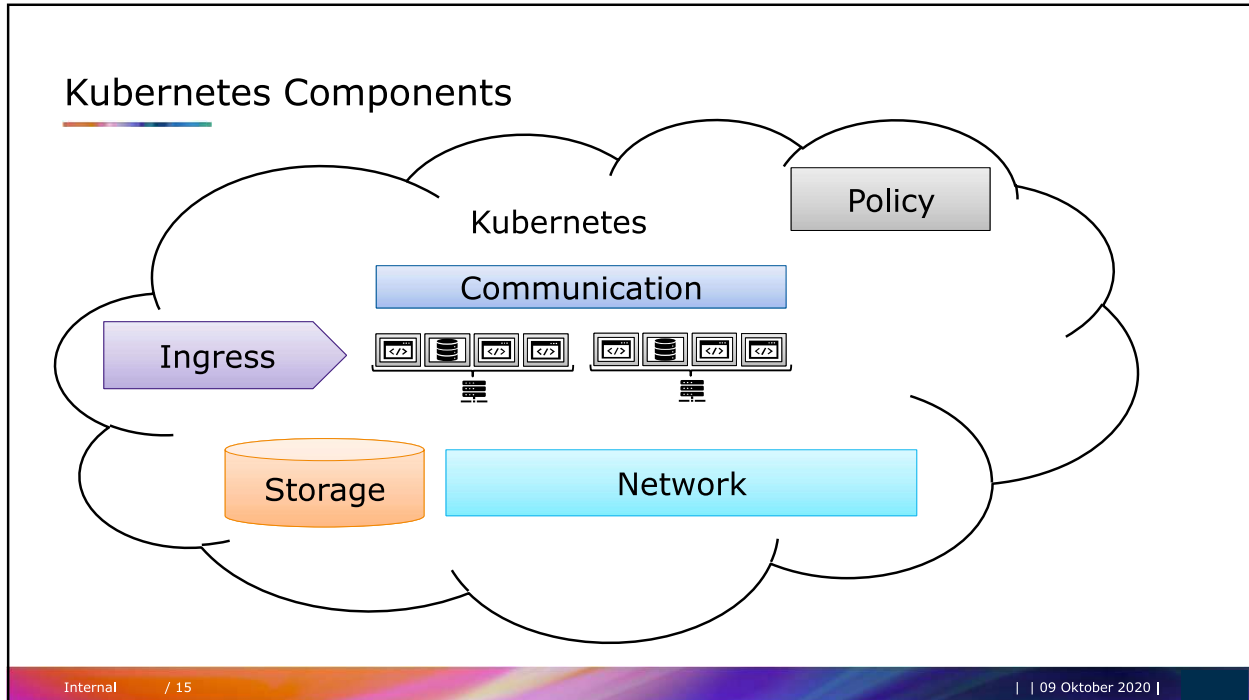 Kubernetes Components
Policy
Kubernetes
Communication
Ingress
</>
</>
</>
</>
</>
</>
Storage
Network
Internal / 15
| | 09 Oktober 2020 |